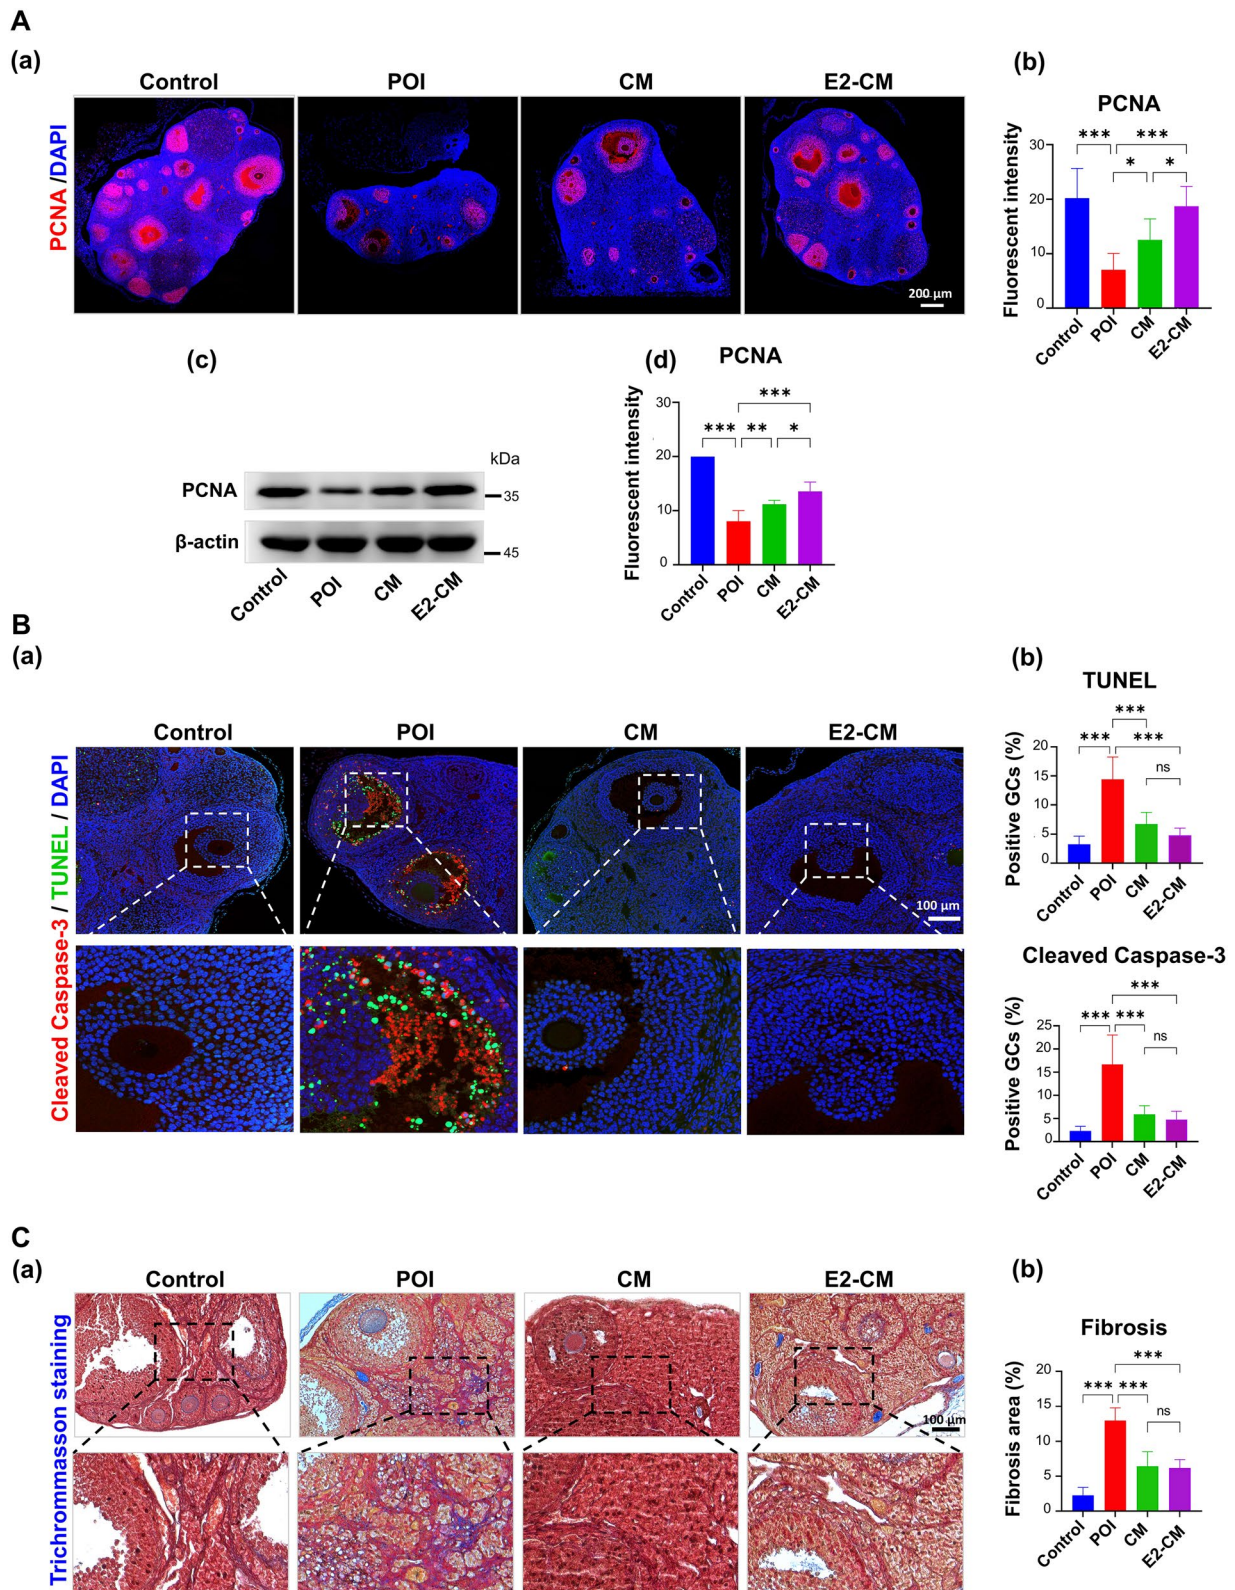 A
(a)
Control
POI
CM
E2-CM
PCNA /DAPI
200 µm
(b)
PCNA
Fluorescent intensity
30
20
10
0
***
***
*
*
Control
POI
CM
E2-CM
(c)
kDa
PCNA
35
β-actin
45
Control
POI
CM
E2-CM
(d)
PCNA
Fluorescent intensity
30
20
10
0
***
***
**
*
Control
POI
CM
E2-CM
B
(a)
Control
POI
CM
E2-CM
Cleaved Caspase-3 / TUNEL / DAPI
100 µm
(b)
TUNEL
Positive GCs (%)
20
15
10
5
0
***
***
***
ns
Control
POI
CM
E2-CM
Cleaved Caspase-3
Positive GCs (%)
25
20
15
10
5
0
***
***
***
ns
Control
POI
CM
E2-CM
C
(a)
Control
POI
CM
E2-CM
Trichrommasson staining
100 µm
(b)
Fibrosis
Fibrosis area (%)
20
15
10
5
0
***
***
***
ns
Control
POI
CM
E2-CM